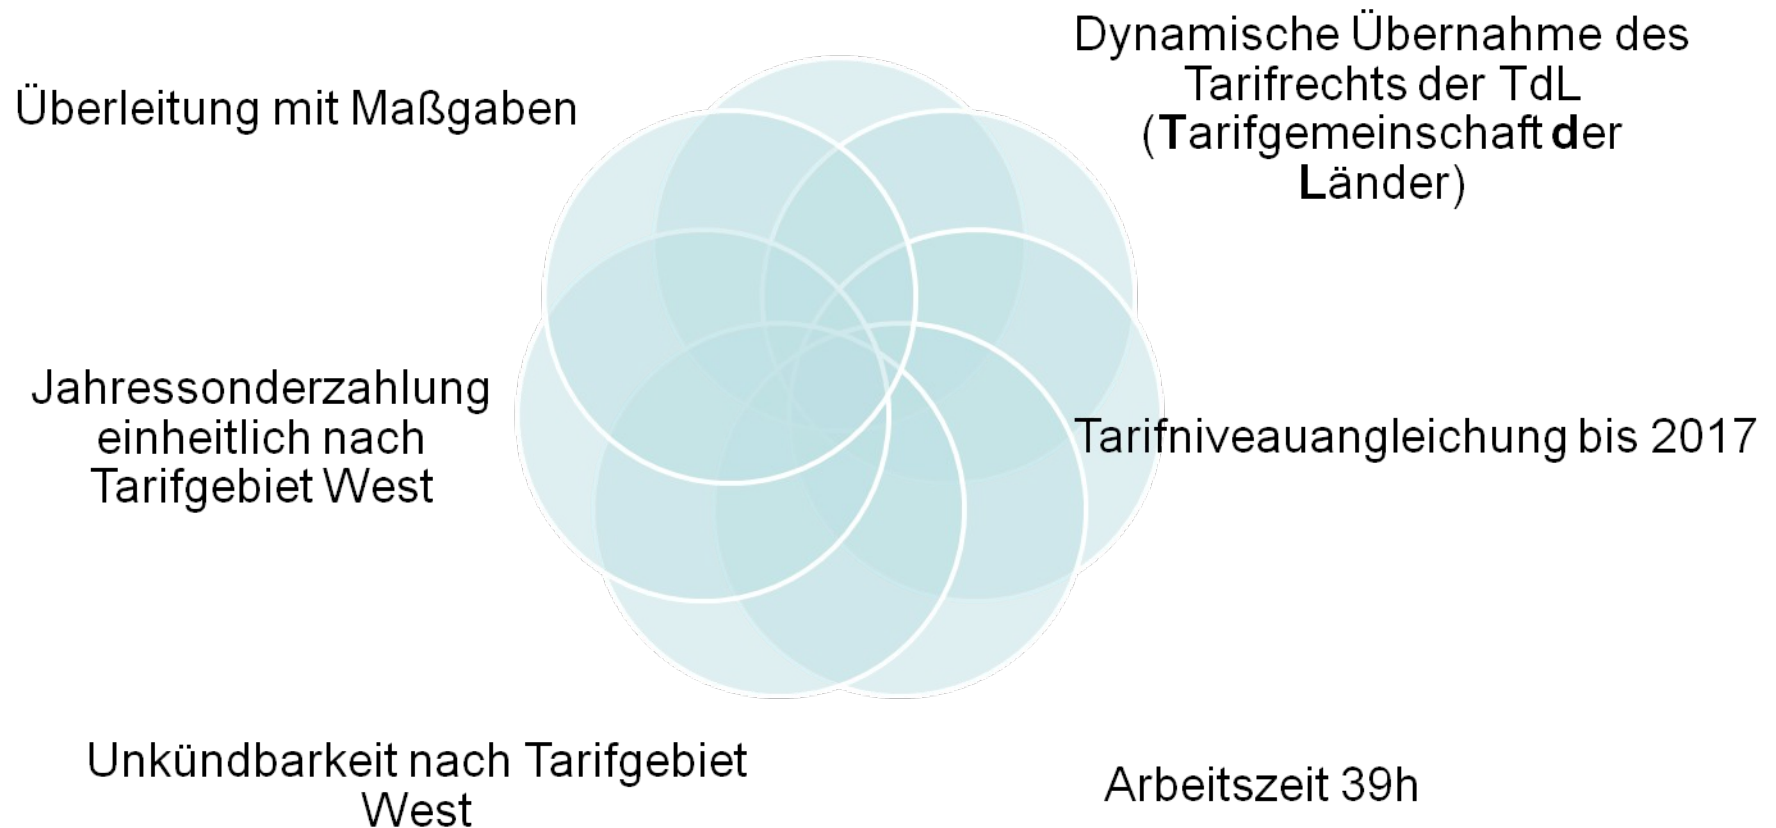 Überleitung mit Maßgaben
Dynamische Übernahme des
Tarifrechts der TdL
(Tarifgemeinschaft der
Länder)
Jahressonderzahlung
einheitlich nach
Tarifgebiet West
Tarifniveauangleichung bis 2017
Unkündbarkeit nach Tarifgebiet
West
Arbeitszeit 39h